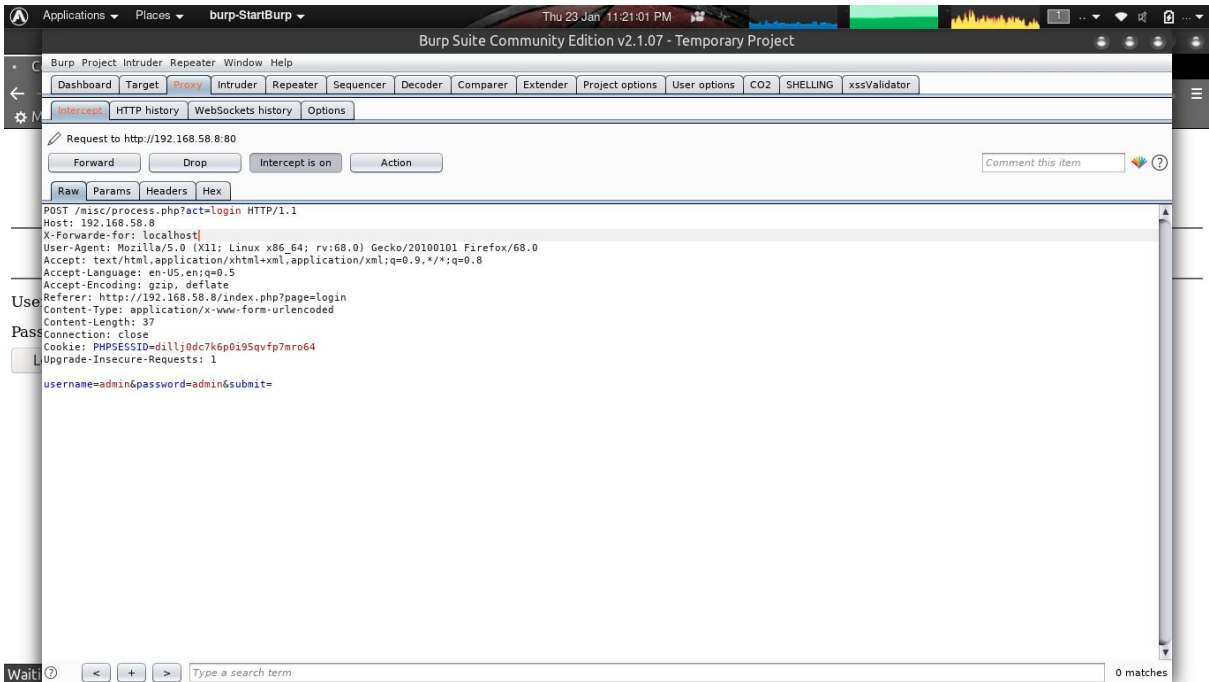 Applications Places burp-StartBurp Thu 23 Jan 11:21:01 PM 1
Burp Suite Community Edition v2.1.07 - Temporary Project
Burp Project Intruder Repeater Window Help
Dashboard Target Proxy Intruder Repeater Sequencer Decoder Comparer Extender Project options User options CO2 SHELLING xssValidator
Intercept HTTP history WebSockets history Options
Request to http://192.168.58.8:80
Forward Drop Intercept is on Action Comment this item
Raw Params Headers Hex
POST /misc/process.php?act=login HTTP/1.1
Host: 192.168.58.8
X-Forwarde-for: localhost
User-Agent: Mozilla/5.0 (X11; Linux x86_64; rv:68.0) Gecko/20100101 Firefox/68.0
Accept: text/html,application/xhtml+xml,application/xml;q=0.9,*/*;q=0.8
Accept-Language: en-US,en;q=0.5
Accept-Encoding: gzip, deflate
Referer: http://192.168.58.8/index.php?page=login
Content-Type: application/x-www-form-urlencoded
Content-Length: 37
Connection: close
Cookie: PHPSESSID=dillj0dc7k6p0i95qvfp7mro64
Upgrade-Insecure-Requests: 1
username=admin&password=admin&submit=
Use
Pass
Waiti
< + > Type a search term 0 matches